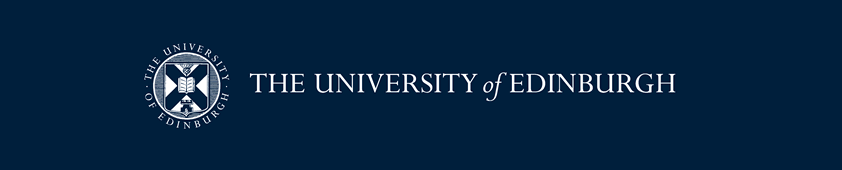 THE UNIVERSITY OF EDINBURGH
THE UNIVERSITY of EDINBURGH